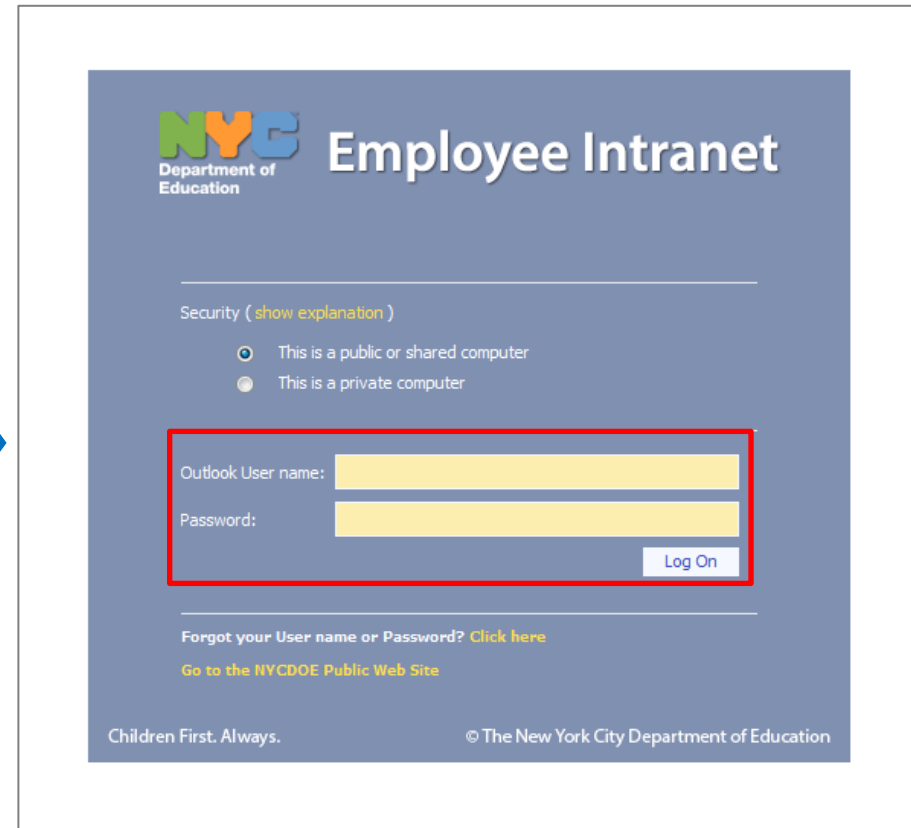 NYC
Department of
Education
Employee Intranet
Security ( show explanation )
This is a public or shared computer
This is a private computer
Outlook User name:
Password:
Log On
Forgot your User name or Password? Click here
Go to the NYCDOE Public Web Site
Children First. Always.
© The New York City Department of Education